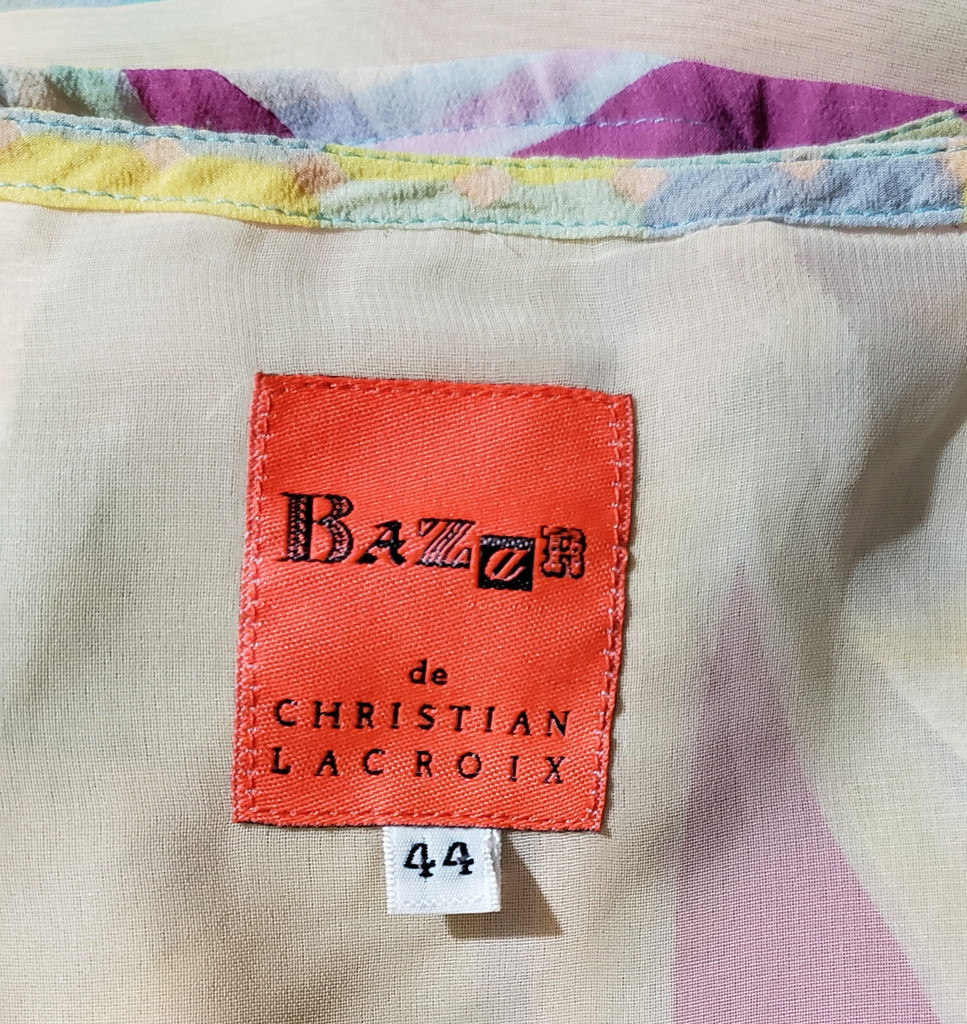 BAZaR
de
CHRISTIAN
LACROIX
44